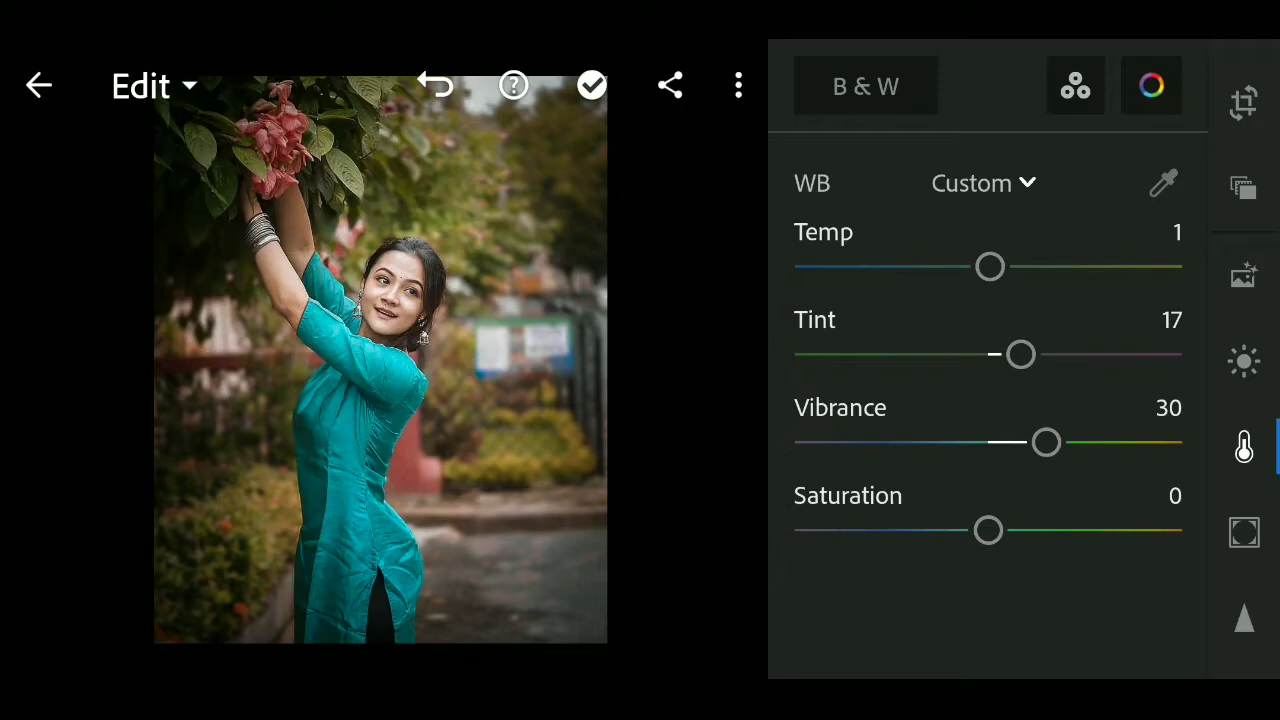 Edit
B & W
WB Custom
Temp 1
Tint 17
Vibrance 30
Saturation 0